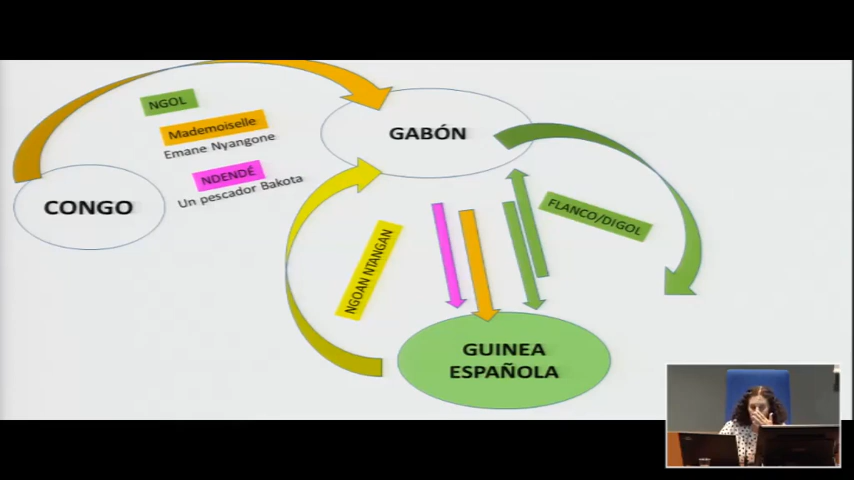 NGOL
Mademoiselle
Emane Nyangone
NDENDÉ
Un pescador Bakota
CONGO
GABÓN
FLANCO/DIGOL
NGOAN NTANGAN
GUINEA
ESPAÑOLA